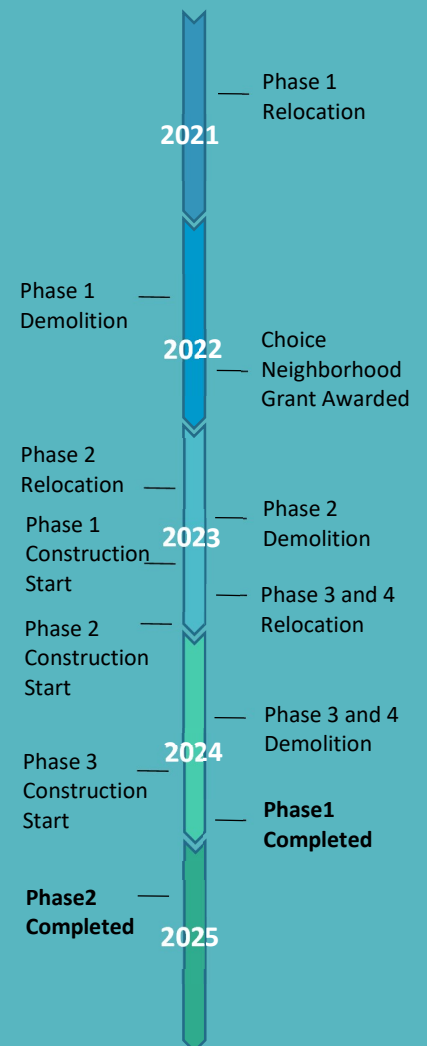 Phase 1
Relocation
2021
Phase 1
Demolition
2022
Choice
Neighborhood
Grant Awarded
Phase 2
Relocation
Phase 2
Demolition
2023
Phase 1
Construction
Start
Phase 3 and 4
Relocation
Phase 2
Construction
Start
Phase 3 and 4
Demolition
2024
Phase 3
Construction
Start
Phase1
Completed
Phase2
Completed
2025